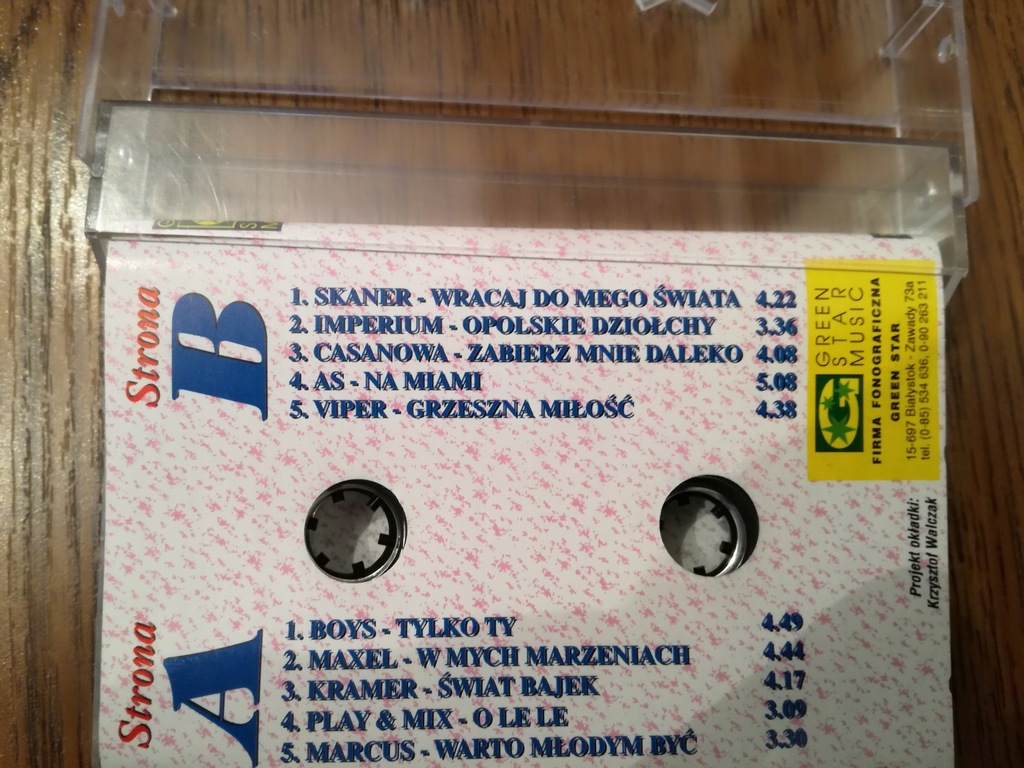 Strona
B
1. SKANER - WRACAJ DO MEGO ŚWIATA 4.22
2. IMPERIUM - OPOLSKIE DZIOŁCHY 3.36
3. CASANOWA - ZABIERZ MNIE DALEKO 4.08
4. AS - NA MIAMI 5.08
5. VIPER - GRZESZNA MIŁOŚĆ 4.38
GREEN
STAR
MUSIC
FIRMA FONOGRAFICZNA
GREEN STAR
15-697 Białystok - Zawady 73a
tel. (0-85) 534 636, 0-90 263 211
Projekt okładki:
Krzysztof Walczak
Strona
A
1. BOYS - TYLKO TY 4.49
2. MAXEL - W MYCH MARZENIACH 4.44
3. KRAMER - ŚWIAT BAJEK 4.17
4. PLAY & MIX - O LE LE 3.09
5. MARCUS - WARTO MŁODYM BYĆ 3.30